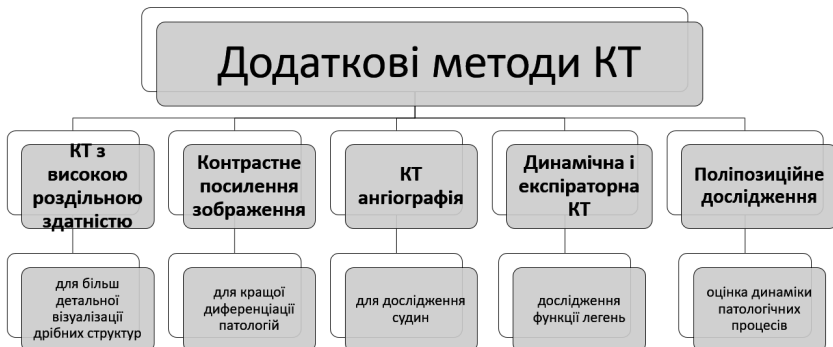 Додаткові методи КТ
КТ з
високою
роздільною
здатністю
Контрастне
посилення
зображення
КТ
ангіографія
Динамічна і
експіраторна
КТ
Поліпозиційне
дослідження
для більш
детальної
візуалізації
дрібних структур
для кращої
диференціації
патологій
для дослідження
судин
дослідження
функції легень
оцінка динаміки
патологічних
процесів